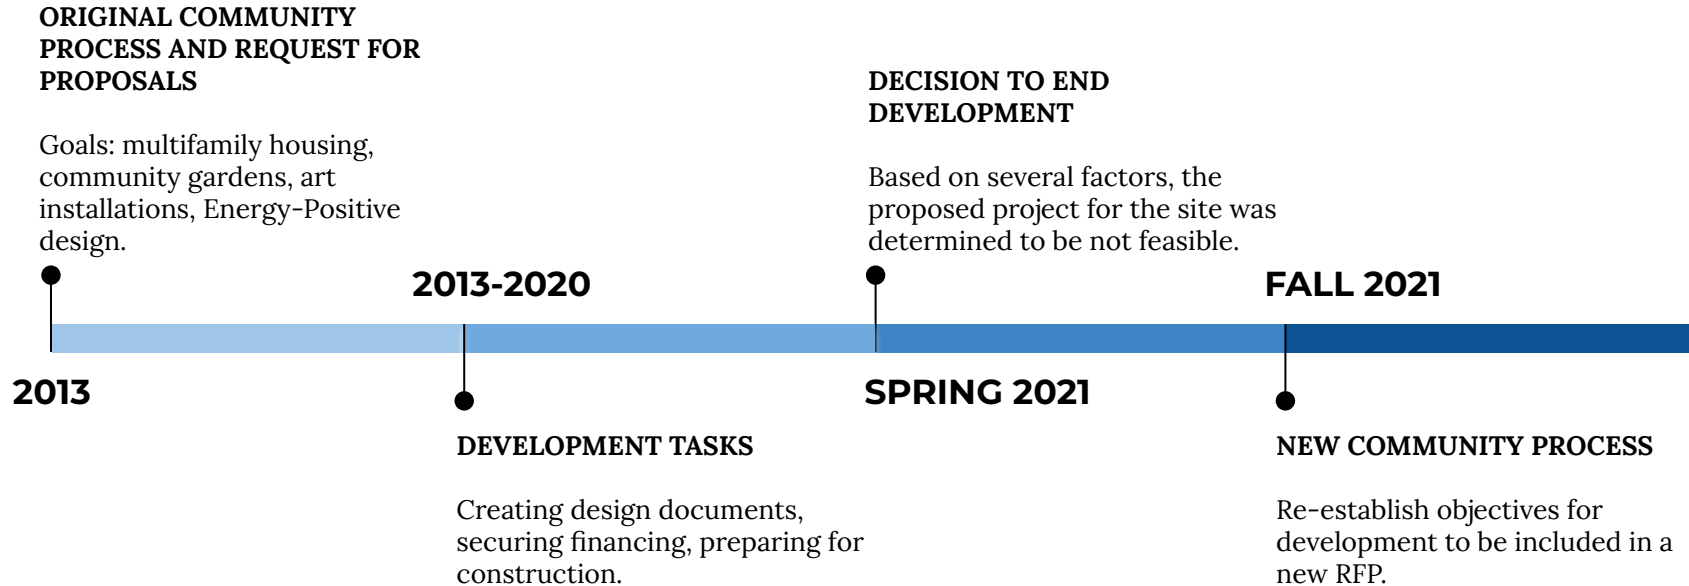 ORIGINAL COMMUNITY
PROCESS AND REQUEST FOR
PROPOSALS
Goals: multifamily housing,
community gardens, art
installations, Energy-Positive
design.
2013
2013-2020
DEVELOPMENT TASKS
Creating design documents,
securing financing, preparing for
construction.
DECISION TO END
DEVELOPMENT
Based on several factors, the
proposed project for the site was
determined to be not feasible.
SPRING 2021
FALL 2021
NEW COMMUNITY PROCESS
Re-establish objectives for
development to be included in a
new RFP.